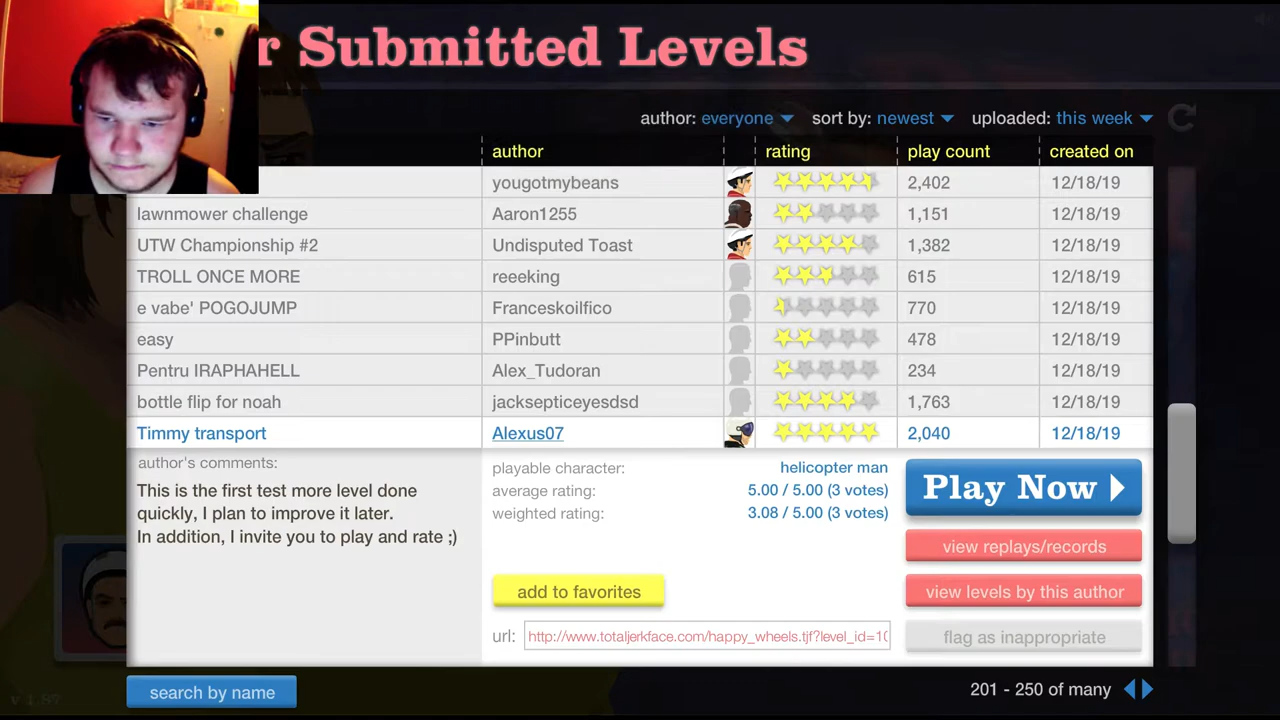 r Submitted Levels
author: everyone sort by: newest uploaded: this week
author rating play count created on
yougotmybeans 2,402 12/18/19
lawnmower challenge Aaron1255 1,151 12/18/19
UTW Championship #2 Undisputed Toast 1,382 12/18/19
TROLL ONCE MORE reeeking 615 12/18/19
e vabe' POGOJUMP Franceskoilfico 770 12/18/19
easy PPinbutt 478 12/18/19
Pentru IRAPHAHELL Alex_Tudoran 234 12/18/19
bottle flip for noah jacksepticeyesdsd 1,763 12/18/19
Timmy transport Alexus07 2,040 12/18/19
author's comments:
This is the first test more level done
quickly, I plan to improve it later.
In addition, I invite you to play and rate ;)
playable character: helicopter man
average rating: 5.00 / 5.00 (3 votes)
weighted rating: 3.08 / 5.00 (3 votes)
add to favorites
url: http://www.totaljerkface.com/happy_wheels.tjf?level_id=1(
Play Now
view replays/records
view levels by this author
flag as inappropriate
search by name
201 - 250 of many
v 1.87